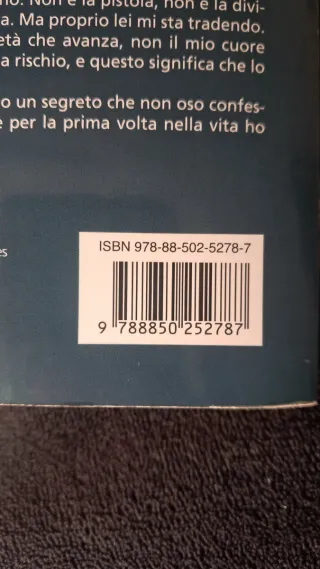 no. Non è la pistola, non è la divi-
a. Ma proprio lei mi sta tradendo.
età che avanza, non il mio cuore
a rischio, e questo significa che lo
o un segreto che non oso confes-
e per la prima volta nella vita ho
es
ISBN 978-88-502-5278-7
9 788850 252787